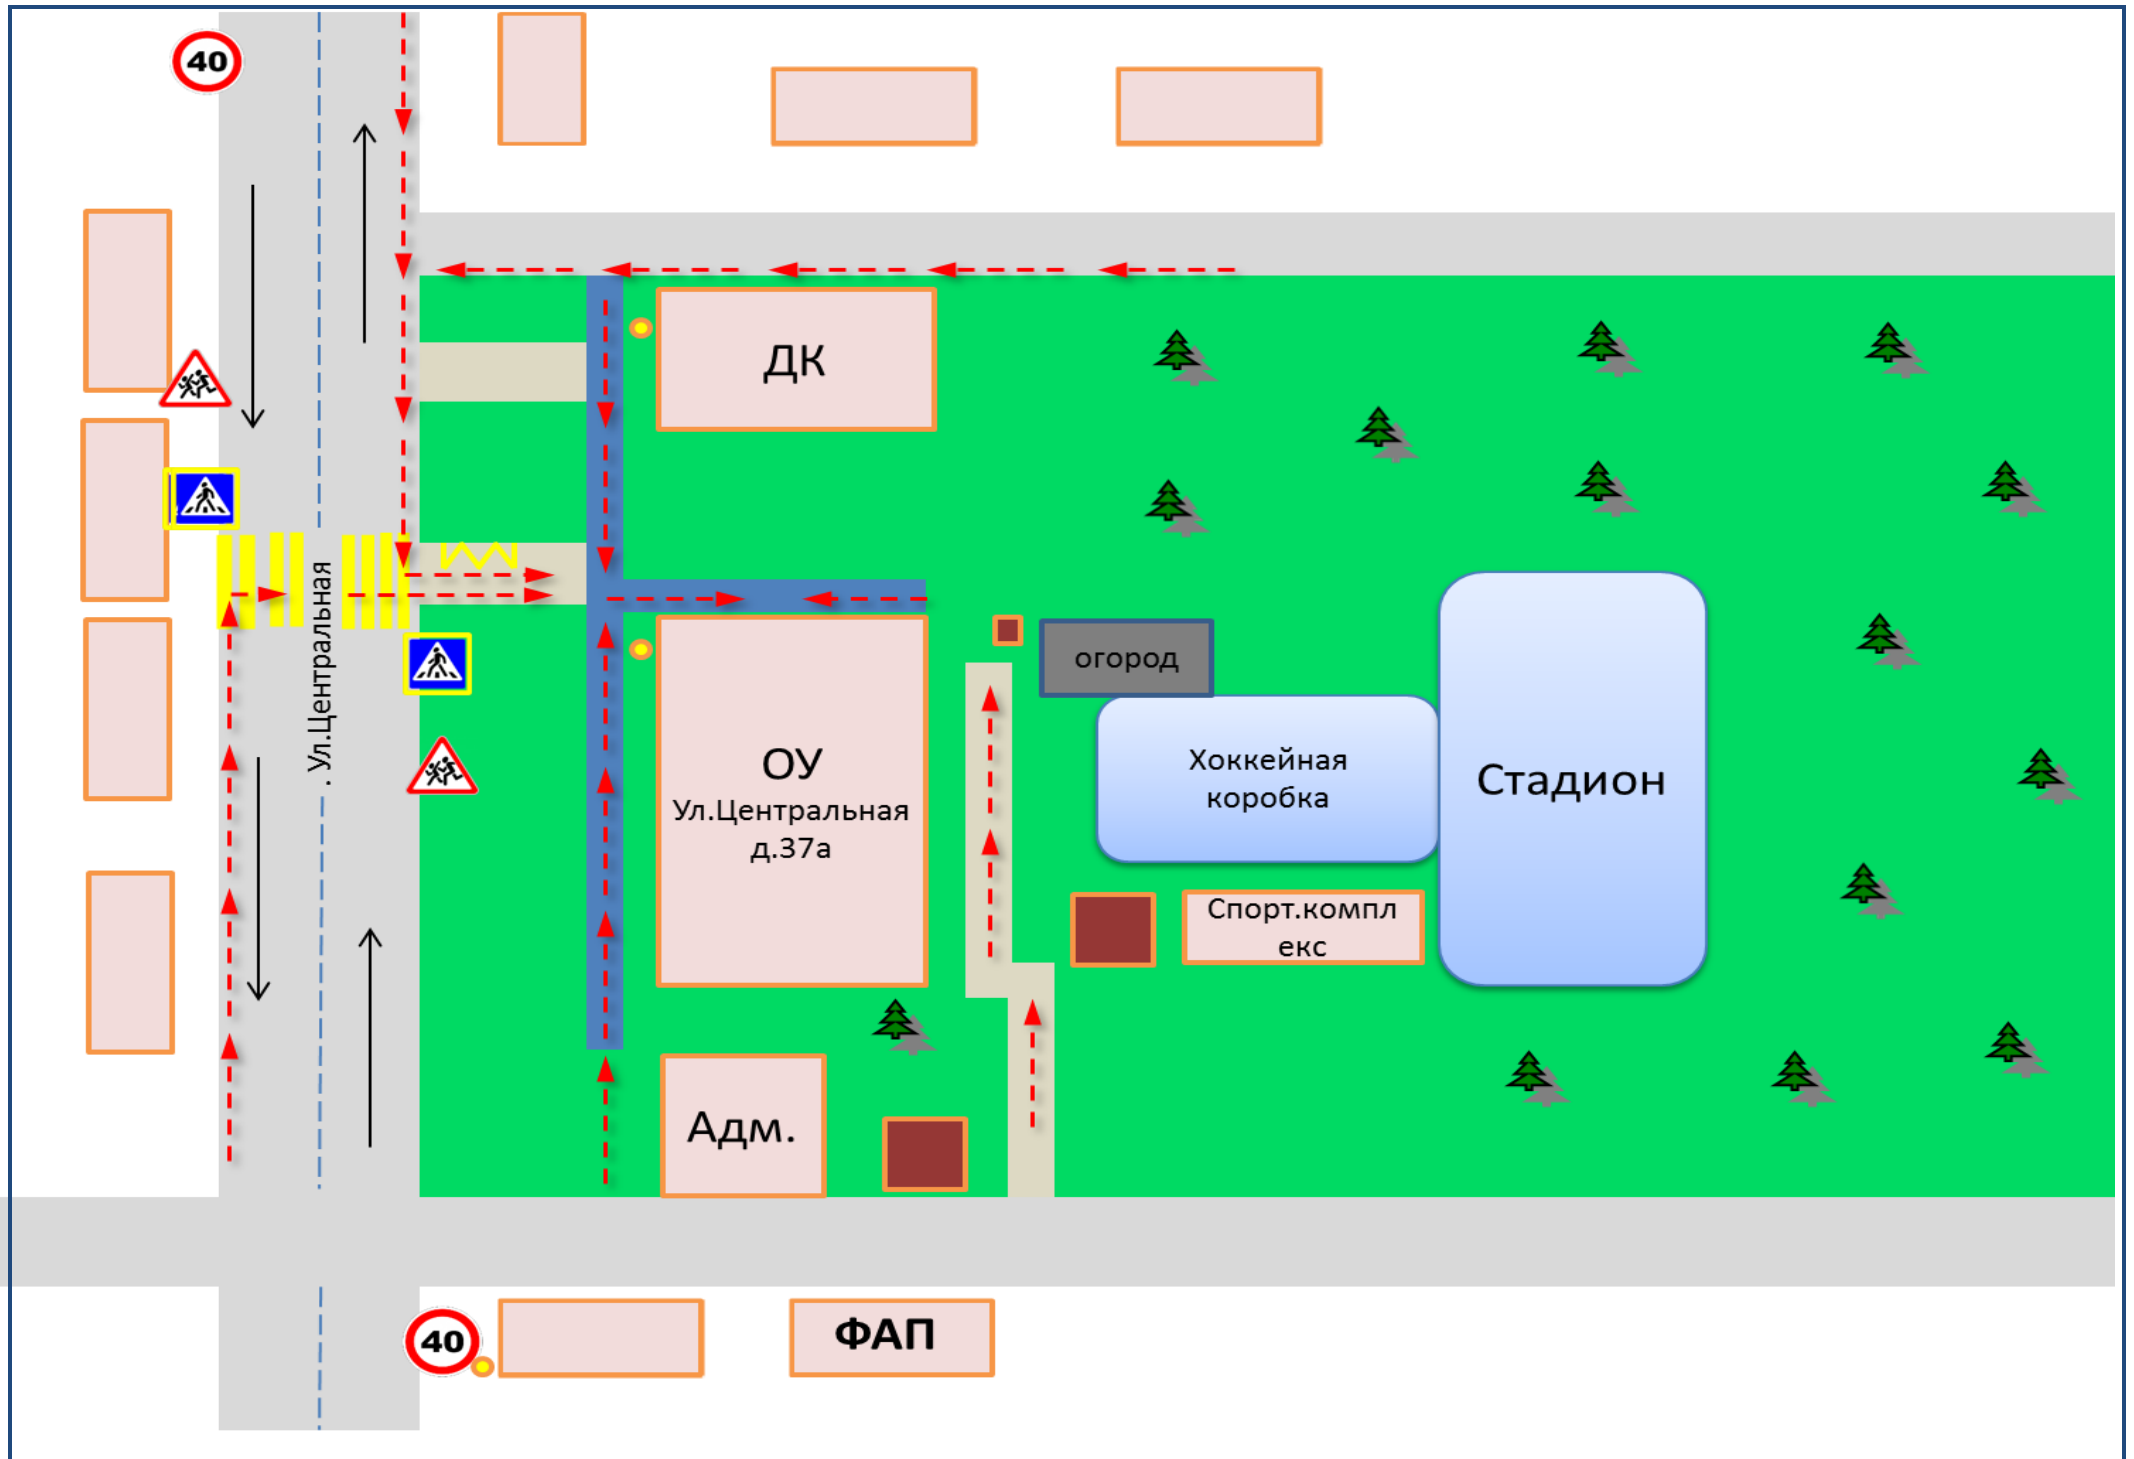 40
ДК
. Ул.Центральная
огород
ОУ
Ул.Центральная
д.37а
Хоккейная
коробка
Стадион
Спорт.компл
екс
Адм.
40
ФАП